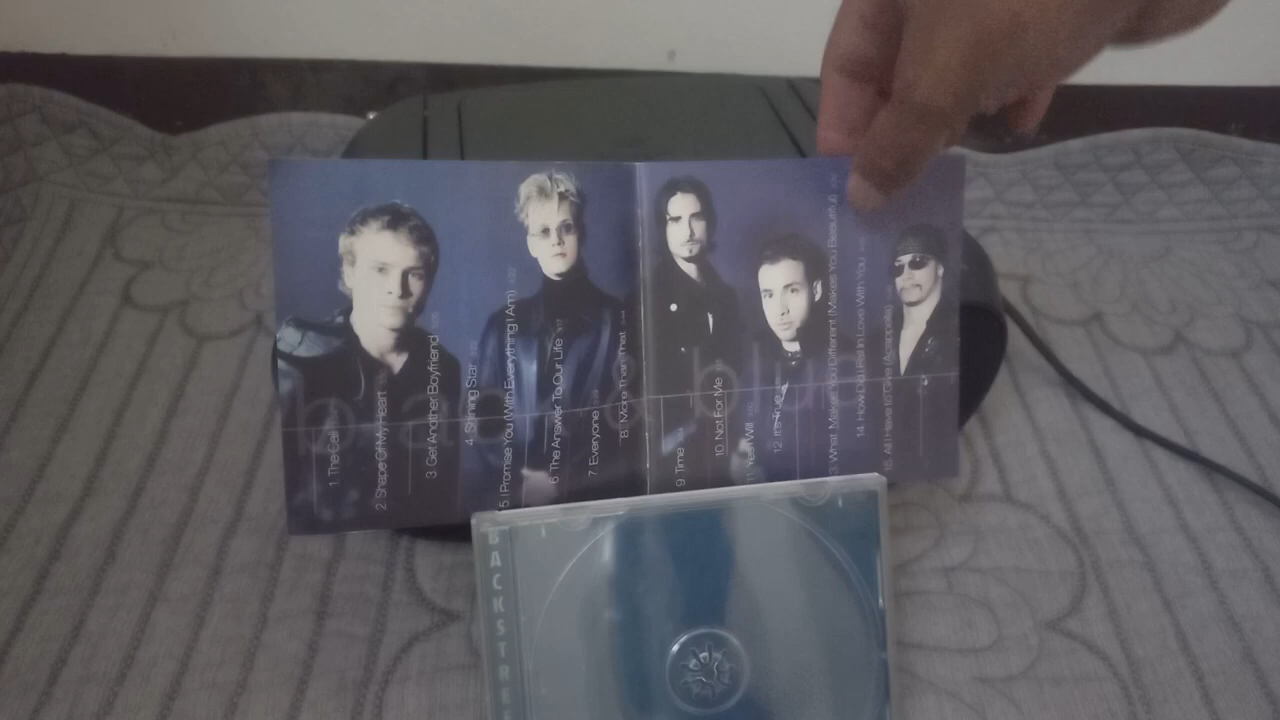 black & blue
1. The Call
2. Shape Of My Heart
3. Get Another Boyfriend
4. Shining Star
5. I Promise You (With Everything I Am)
6. The Answer To Our Life
7. Everyone
8. More Than That
9. Time
10. Not For Me
11. Yes I Will
12. It's True
13. What Makes You Different (Makes You Beautiful)
14. How Did I Fall In Love With You
15. All I Have to Give (Acapella)
BACKSTREE